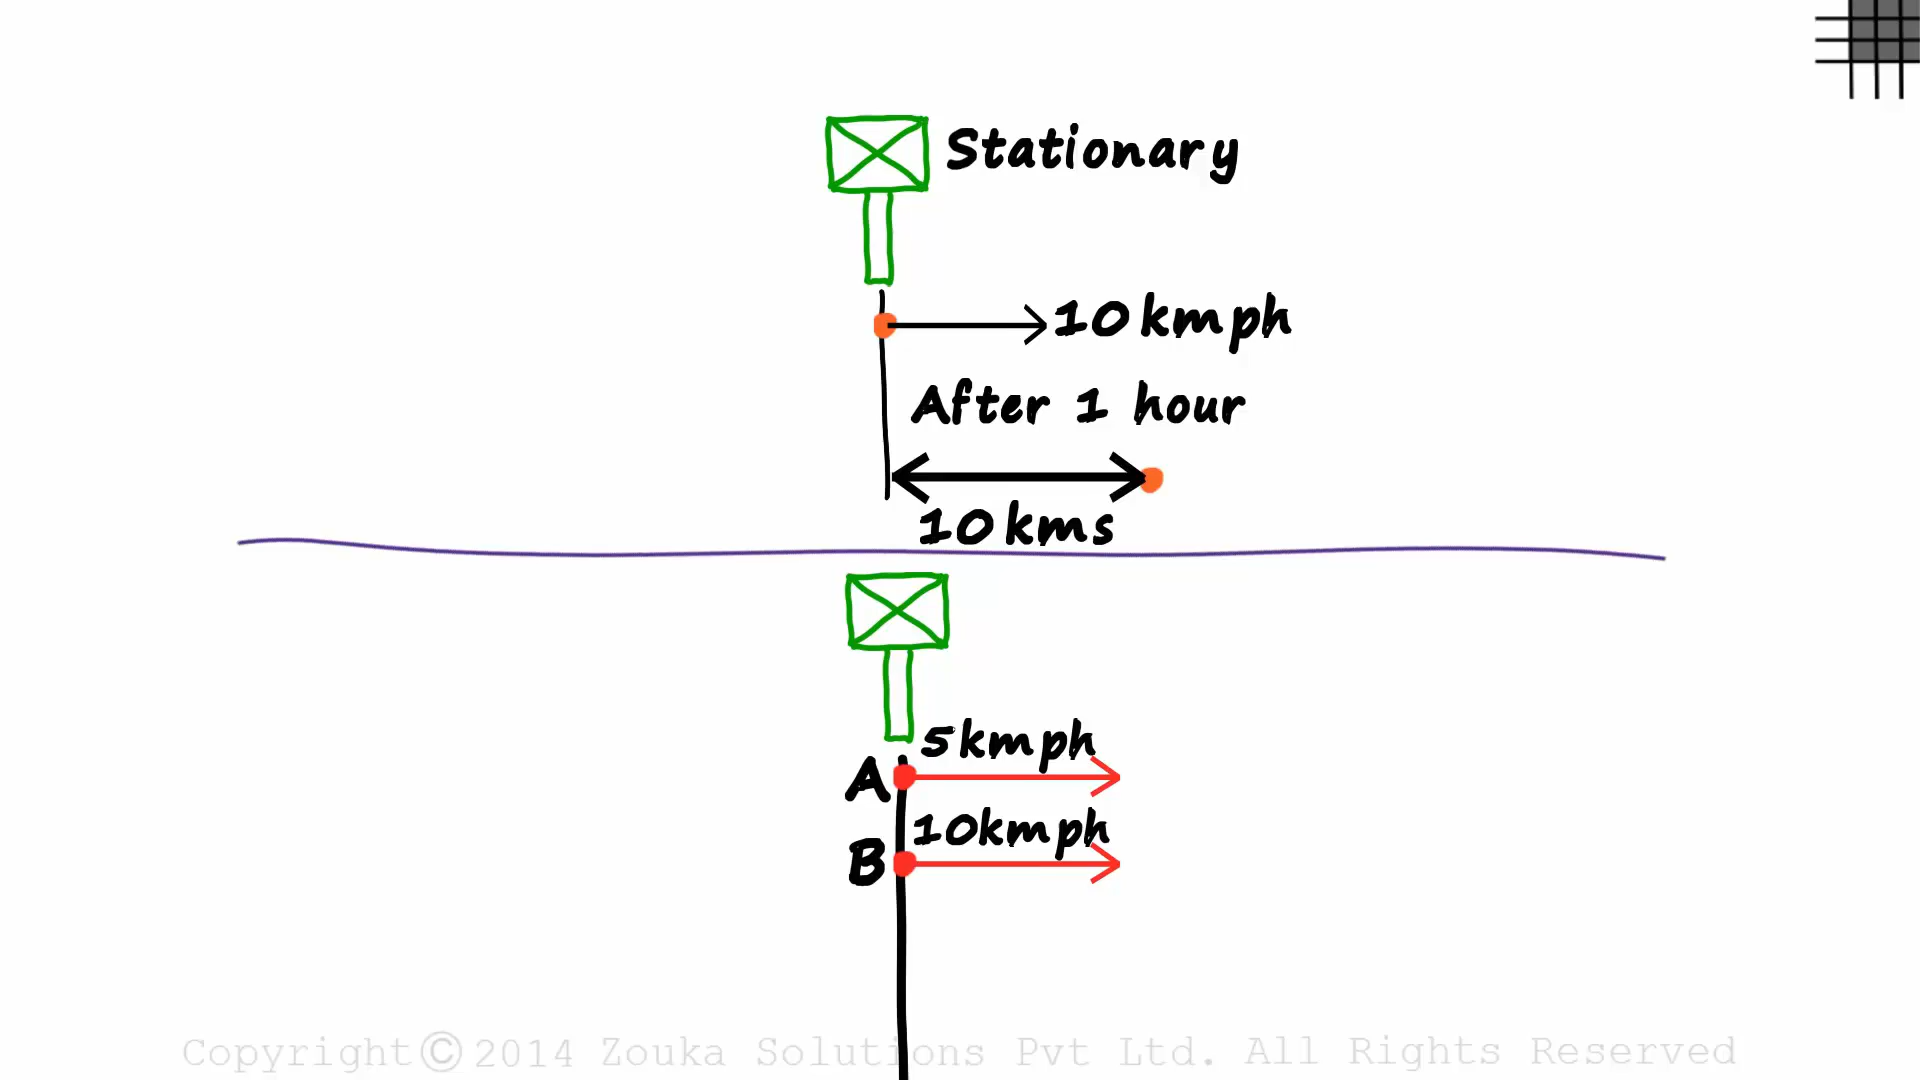 Stationary
10kmph
After 1 hour
10kms
5kmph
A
10kmph
B
Copyright©2014 Zouka Solutions Pvt Ltd. All Rights Reserved